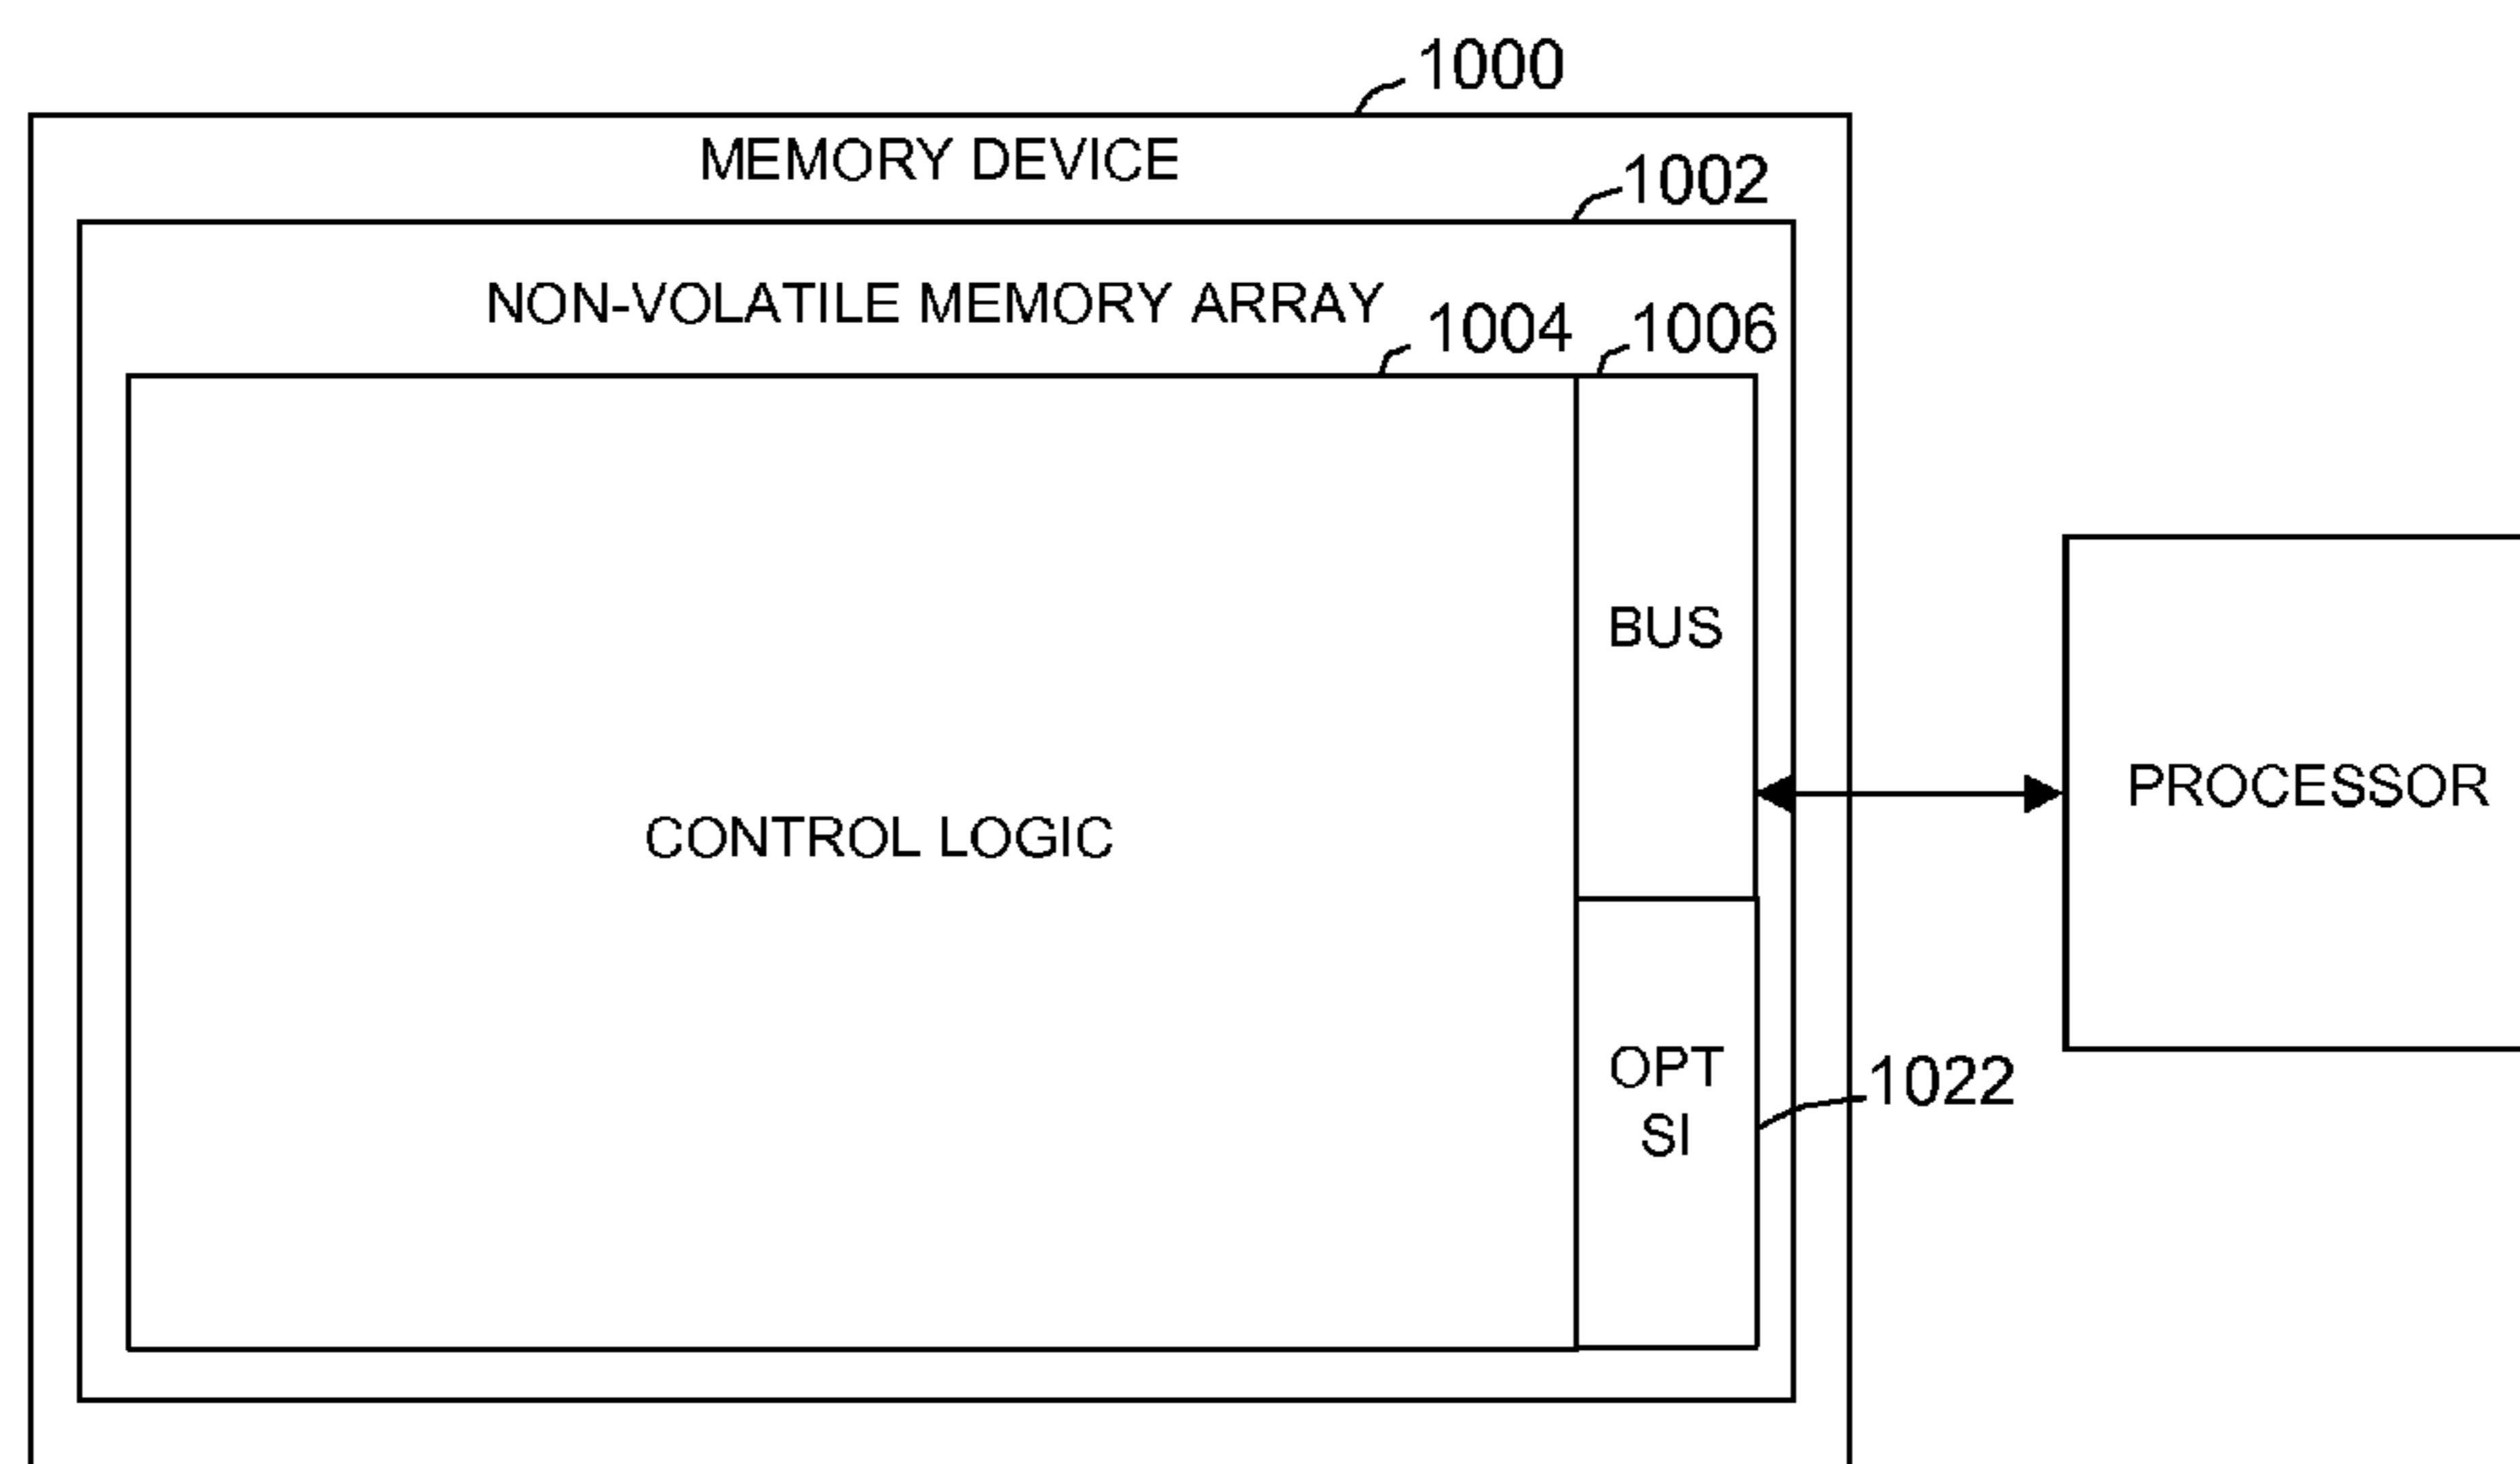 1000
MEMORY DEVICE
1002
NON-VOLATILE MEMORY ARRAY
1004
1006
BUS
PROCESSOR
CONTROL LOGIC
OPT
SI
1022